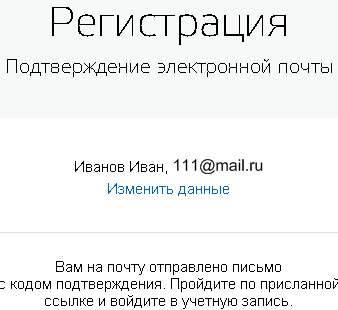 Регистрация
Подтверждение электронной почты
Иванов Иван, 111@mail.ru
Изменить данные
Вам на почту отправлено письмо
с кодом подтверждения. Пройдите по присланной
ссылке и войдите в учетную запись.